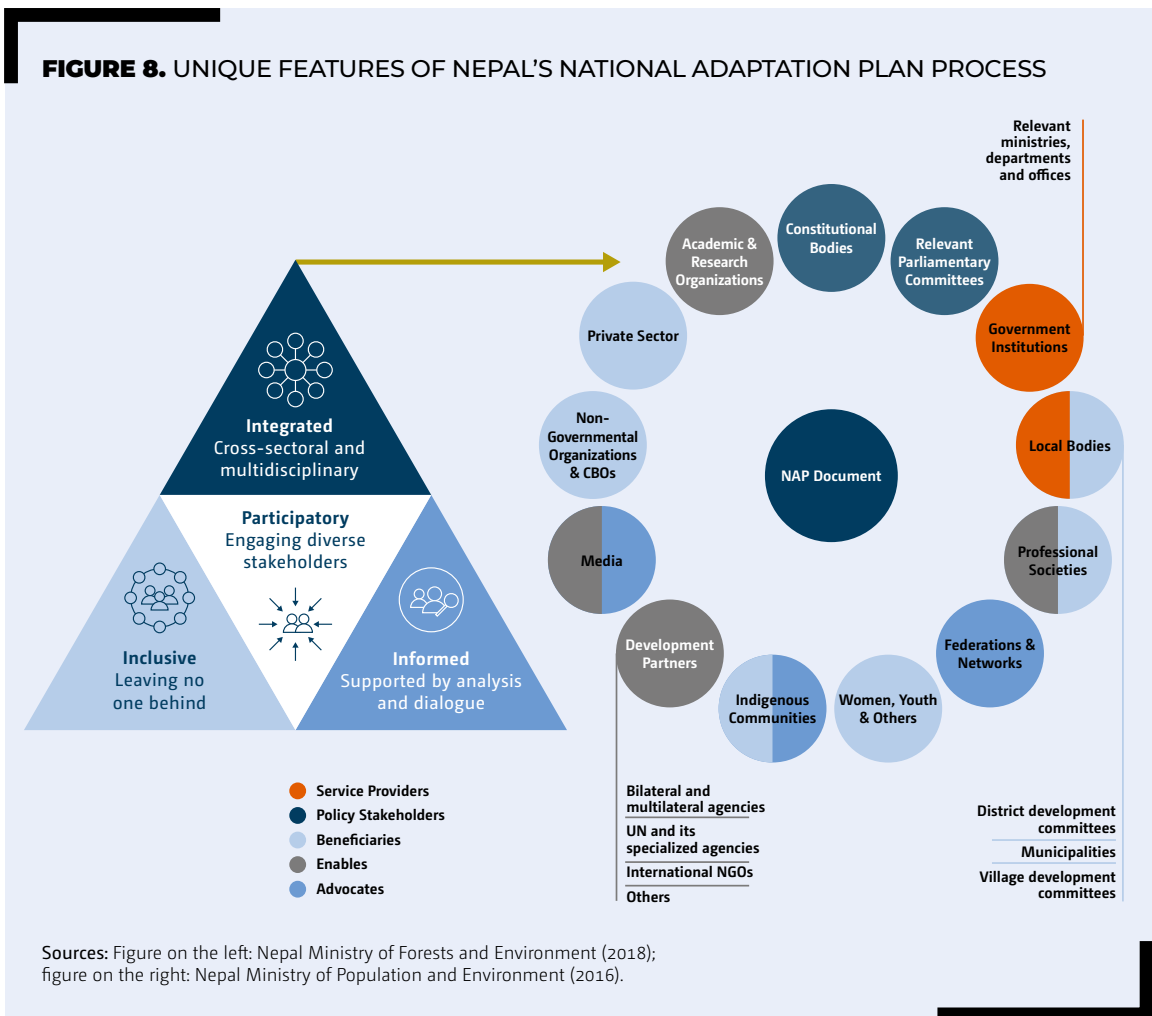 FIGURE 8. UNIQUE FEATURES OF NEPAL'S NATIONAL ADAPTATION PLAN PROCESS
Integrated
Cross-sectoral and
multidisciplinary
Participatory
Engaging diverse
stakeholders
Inclusive
Leaving no
one behind
Informed
Supported by analysis
and dialogue
Relevant
ministries,
departments
and offices
Academic &
Research
Organizations
Constitutional
Bodies
Relevant
Parliamentary
Committees
Government
Institutions
Private Sector
Non-
Governmental
Organizations
& CBOs
NAP Document
Local Bodies
Media
Professional
Societies
Development
Partners
Indigenous
Communities
Women, Youth
& Others
Federations &
Networks
Service Providers
Policy Stakeholders
Beneficiaries
Enables
Advocates
Bilateral and
multilateral agencies
UN and its
specialized agencies
International NGOs
Others
District development
committees
Municipalities
Village development
committees
Sources: Figure on the left: Nepal Ministry of Forests and Environment (2018);
figure on the right: Nepal Ministry of Population and Environment (2016).